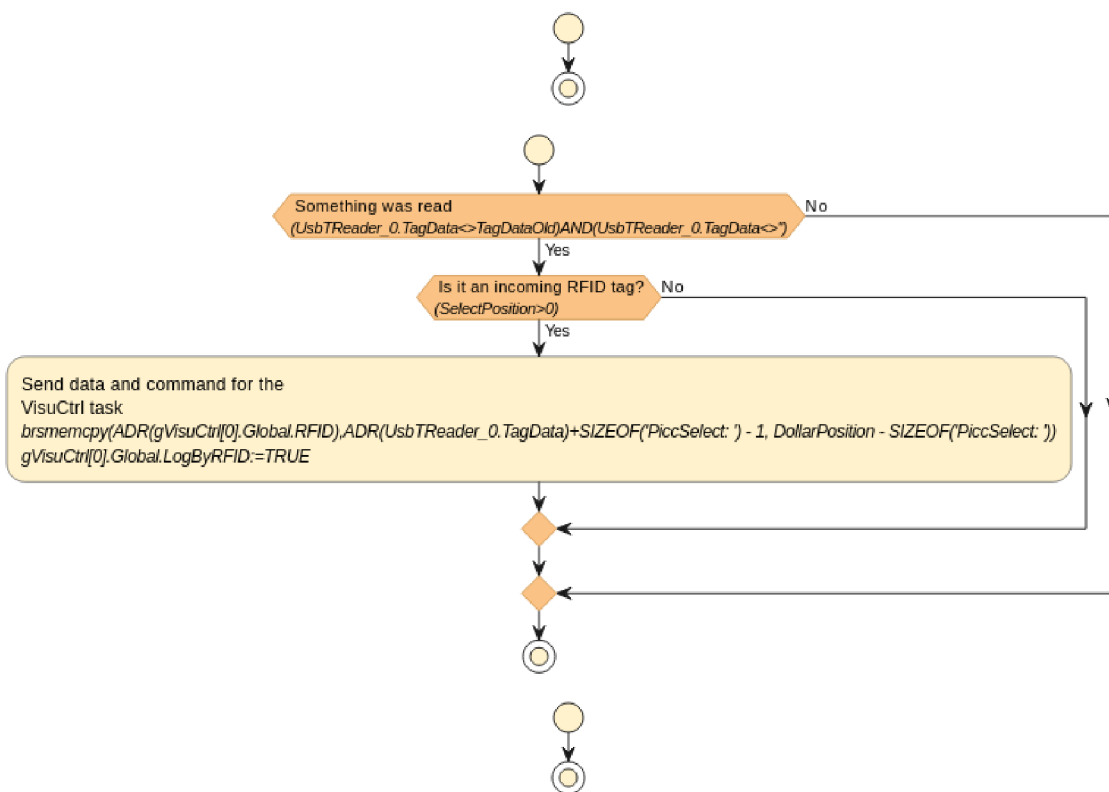 Something was read
No
(UsbTReader_0.TagData<>TagDataOld)AND(UsbTReader_0.TagData<>'')
Yes
Is it an incoming RFID tag?
No
(SelectPosition>0)
Yes
Send data and command for the
VisuCtrl task
brsmemcpy(ADR(gVisuCtrl[0].Global.RFID),ADR(UsbTReader_0.TagData)+SIZEOF('PiccSelect: ') - 1, DollarPosition - SIZEOF('PiccSelect: '))
gVisuCtrl[0].Global.LogByRFID:=TRUE